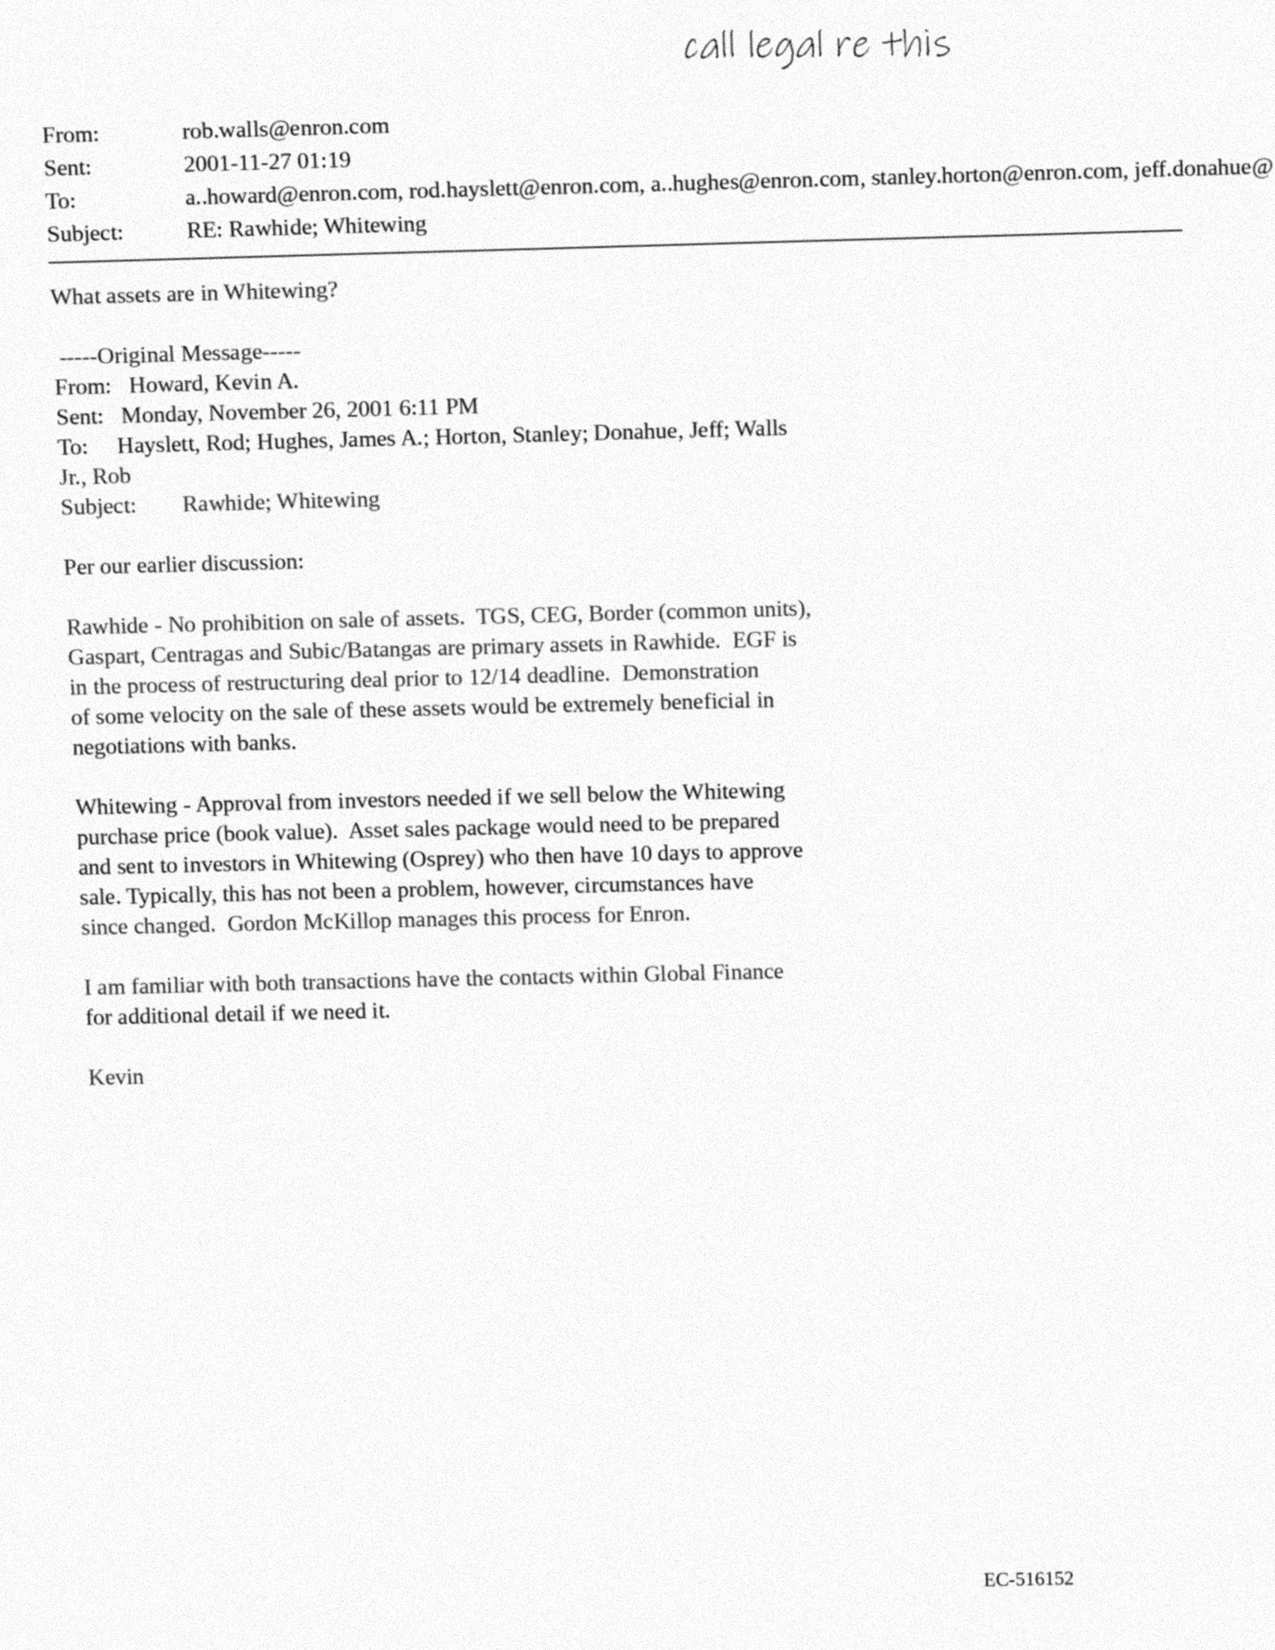 call legal re this
From: rob.walls@enron.com
Sent: 2001-11-27 01:19
To: a..howard@enron.com, rod.hayslett@enron.com, a..hughes@enron.com, stanley.horton@enron.com, jeff.donahue@
Subject: RE: Rawhide; Whitewing
What assets are in Whitewing?
-----Original Message-----
From: Howard, Kevin A.
Sent: Monday, November 26, 2001 6:11 PM
To: Hayslett, Rod; Hughes, James A.; Horton, Stanley; Donahue, Jeff; Walls
Jr., Rob
Subject: Rawhide; Whitewing
Per our earlier discussion:
Rawhide - No prohibition on sale of assets.  TGS, CEG, Border (common units),
Gaspart, Centragas and Subic/Batangas are primary assets in Rawhide.  EGF is
in the process of restructuring deal prior to 12/14 deadline.  Demonstration
of some velocity on the sale of these assets would be extremely beneficial in
negotiations with banks.
Whitewing - Approval from investors needed if we sell below the Whitewing
purchase price (book value).  Asset sales package would need to be prepared
and sent to investors in Whitewing (Osprey) who then have 10 days to approve
sale. Typically, this has not been a problem, however, circumstances have
since changed.  Gordon McKillop manages this process for Enron.
I am familiar with both transactions have the contacts within Global Finance
for additional detail if we need it.
Kevin
EC-516152